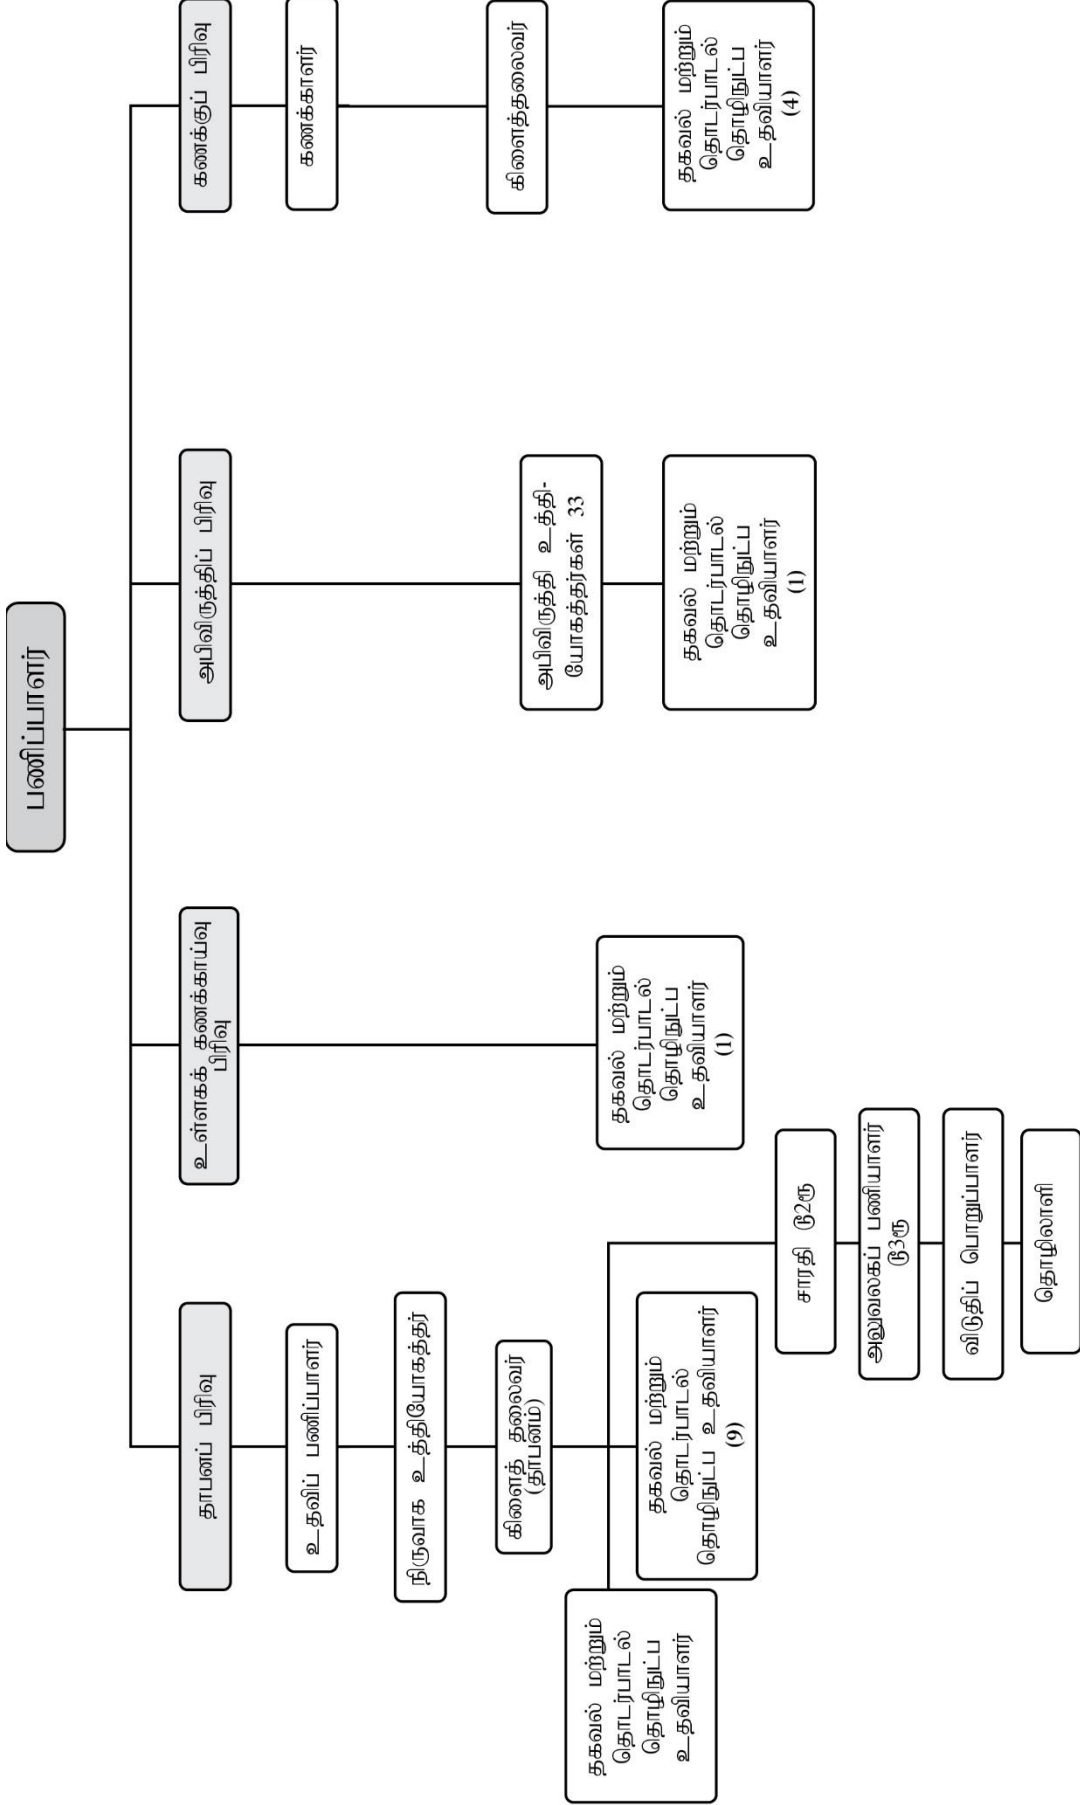 பணிப்பாளர்
தாபனப் பிரிவு
உதவிப் பணிப்பாளர்
நிருவாக உத்தியோகத்தர்
கிளைத் தலைவர்
(தாபனம்)
தகவல் மற்றும்
தொடர்பாடல்
தொழிநுட்ப
உதவியாளர்
தகவல் மற்றும்
தொடர்பாடல்
தொழிநுட்ப உதவியாளர்
(9)
சாரதி டூ2ரூ
அலுவலகப் பணியாளர்
டூ3ரூ
விடுதிப் பொறுப்பாளர்
தொழிலாளி
உள்ளகக் கணக்காய்வு
பிரிவு
தகவல் மற்றும்
தொடர்பாடல்
தொழிநுட்ப
உதவியாளர்
(1)
அபிவிருத்திப் பிரிவு
அபிவிருத்தி உத்தி-
யோகத்தர்கள் 33
தகவல் மற்றும்
தொடர்பாடல்
தொழிநுட்ப
உதவியாளர்
(1)
கணக்குப் பிரிவு
கணக்காளர்
கிளைத்தலைவர்
தகவல் மற்றும்
தொடர்பாடல்
தொழிநுட்ப
உதவியாளர்
(4)